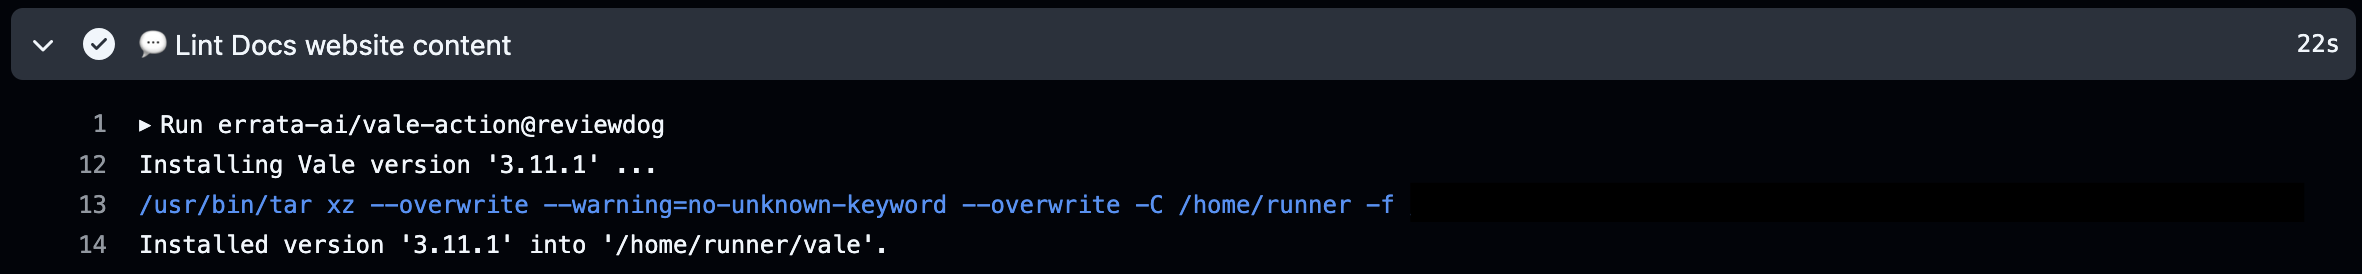 💬 Lint Docs website content 22s
1 ▶ Run errata-ai/vale-action@reviewdog
12 Installing Vale version '3.11.1' ...
13 /usr/bin/tar xz --overwrite --warning=no-unknown-keyword --overwrite -C /home/runner -f
14 Installed version '3.11.1' into '/home/runner/vale'.